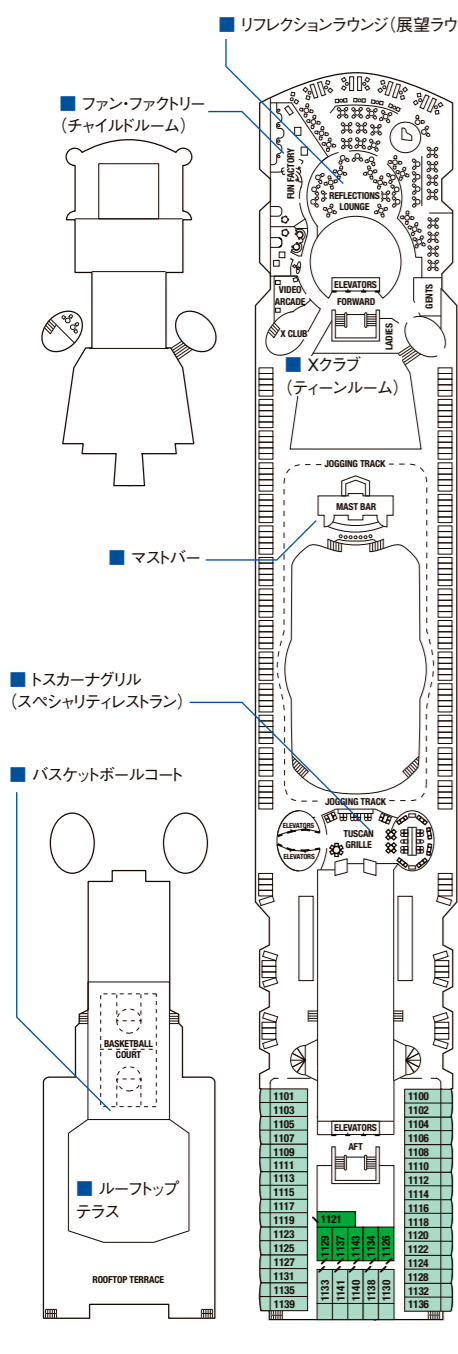 ■ リフレクションラウンジ（展望ラウ
■ ファン・ファクトリー
（チャイルドルーム）
FUN FACTORY
REFLECTIONS
LOUNGE
ELEVATORS
FORWARD
VIDEO
ARCADE
GENTS
LADIES
X CLUB
■ Xクラブ
（ティーンルーム）
JOGGING TRACK
MAST BAR
■ マストバー
■ トスカーナグリル
（スペシャリティレストラン）
■ バスケットボールコート
JOGGING TRACK
ELEVATORS
ELEVATORS
TUSCAN
GRILLE
BASKETBALL
COURT
■ ルーフトップ
テラス
ROOFTOP TERRACE
ELEVATORS
AFT
1101
1103
1105
1107
1109
1111
1113
1115
1117
1119
1123
1125
1127
1131
1135
1139
1121
1129
1137
1143
1134
1126
1133
1141
1140
1138
1130
1100
1102
1104
1106
1108
1110
1112
1114
1116
1118
1120
1122
1124
1128
1132
1136